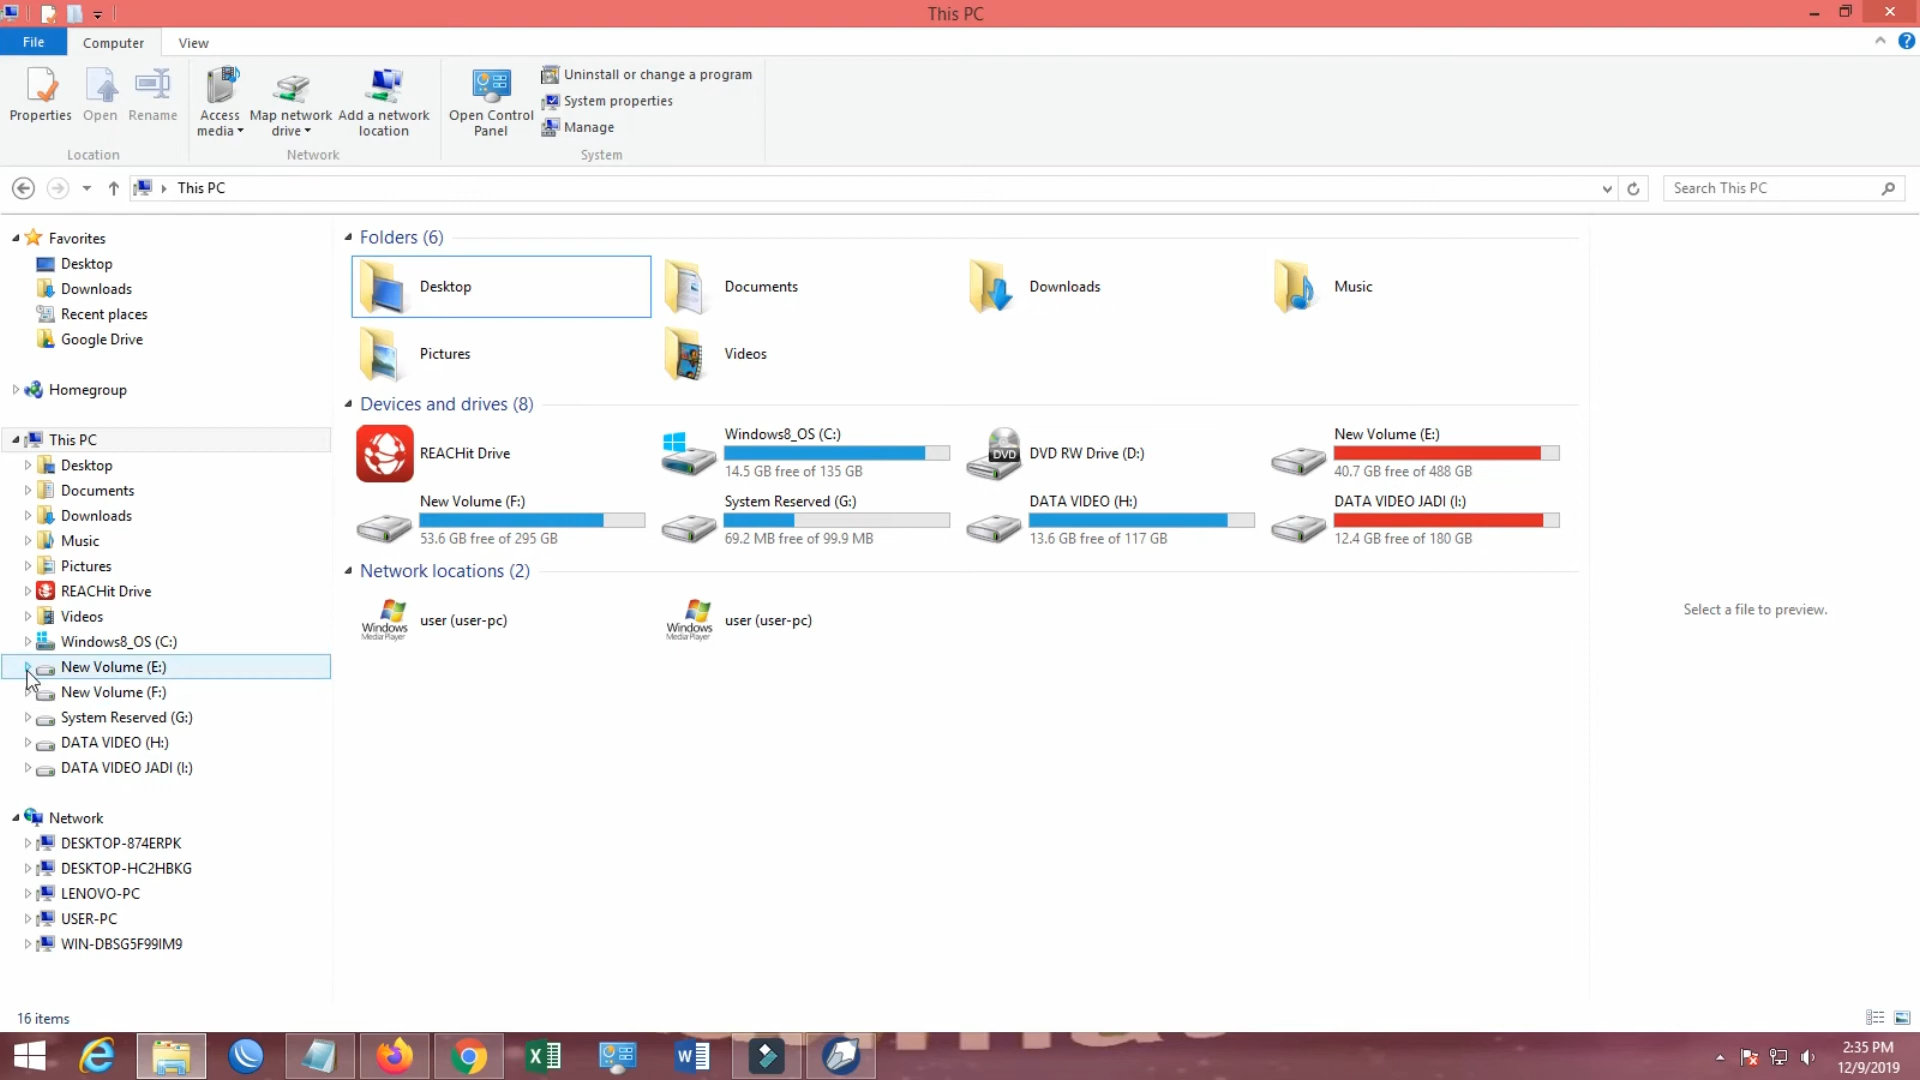 This PC
File
Computer
View
Properties
Open
Rename
Access media
Map network drive
Add a network location
Open Control Panel
Uninstall or change a program
System properties
Manage
Location
Network
System
This PC
Search This PC
Favorites
Desktop
Downloads
Recent places
Google Drive
Homegroup
This PC
Desktop
Documents
Downloads
Music
Pictures
REACHit Drive
Videos
Windows8_OS (C:)
New Volume (E:)
New Volume (F:)
System Reserved (G:)
DATA VIDEO (H:)
DATA VIDEO JADI (I:)
Network
DESKTOP-874ERPK
DESKTOP-HC2HBKG
LENOVO-PC
USER-PC
WIN-DBSG5F99IM9
Folders (6)
Desktop
Documents
Downloads
Music
Pictures
Videos
Devices and drives (8)
REACHit Drive
Windows8_OS (C:)
14.5 GB free of 135 GB
DVD
DVD RW Drive (D:)
New Volume (E:)
40.7 GB free of 488 GB
New Volume (F:)
53.6 GB free of 295 GB
System Reserved (G:)
69.2 MB free of 99.9 MB
DATA VIDEO (H:)
13.6 GB free of 117 GB
DATA VIDEO JADI (I:)
12.4 GB free of 180 GB
Network locations (2)
Windows
Media Player
user (user-pc)
Windows
Media Player
user (user-pc)
Select a file to preview.
16 items
2:35 PM
12/9/2019